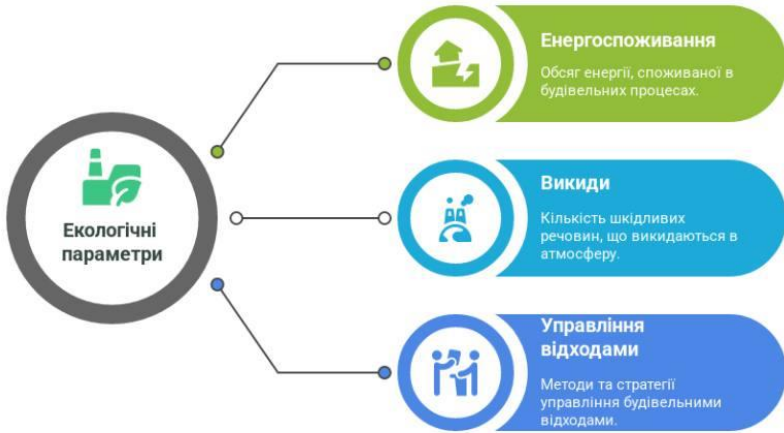 Екологічні
параметри
Енергоспоживання
Обсяг енергії, споживаної в
будівельних процесах.
Викиди
Кількість шкідливих
речовин, що викидаються в
атмосферу.
Управління
відходами
Методи та стратегії
управління будівельними
відходами.